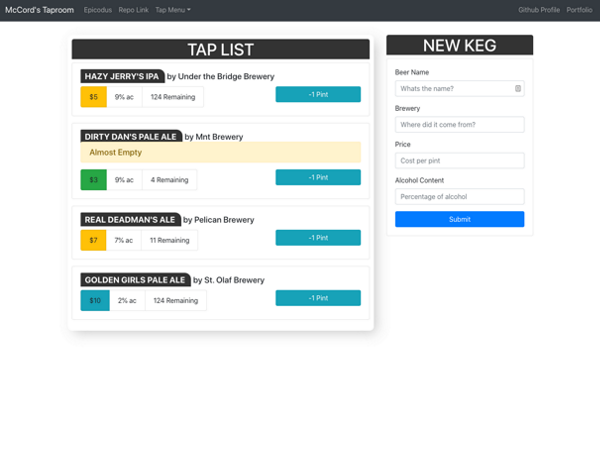 McCord's Taproom Epicodus Repo Link Tap Menu Github Profile Portfolio
TAP LIST
HAZY JERRY'S IPA by Under the Bridge Brewery
$5 9% ac 124 Remaining -1 Pint
DIRTY DAN'S PALE ALE by Mnt Brewery
Almost Empty
$3 9% ac 4 Remaining -1 Pint
REAL DEADMAN'S ALE by Pelican Brewery
$7 7% ac 11 Remaining -1 Pint
GOLDEN GIRLS PALE ALE by St. Olaf Brewery
$10 2% ac 124 Remaining -1 Pint
NEW KEG
Beer Name
Whats the name?
Brewery
Where did it come from?
Price
Cost per pint
Alcohol Content
Percentage of alcohol
Submit